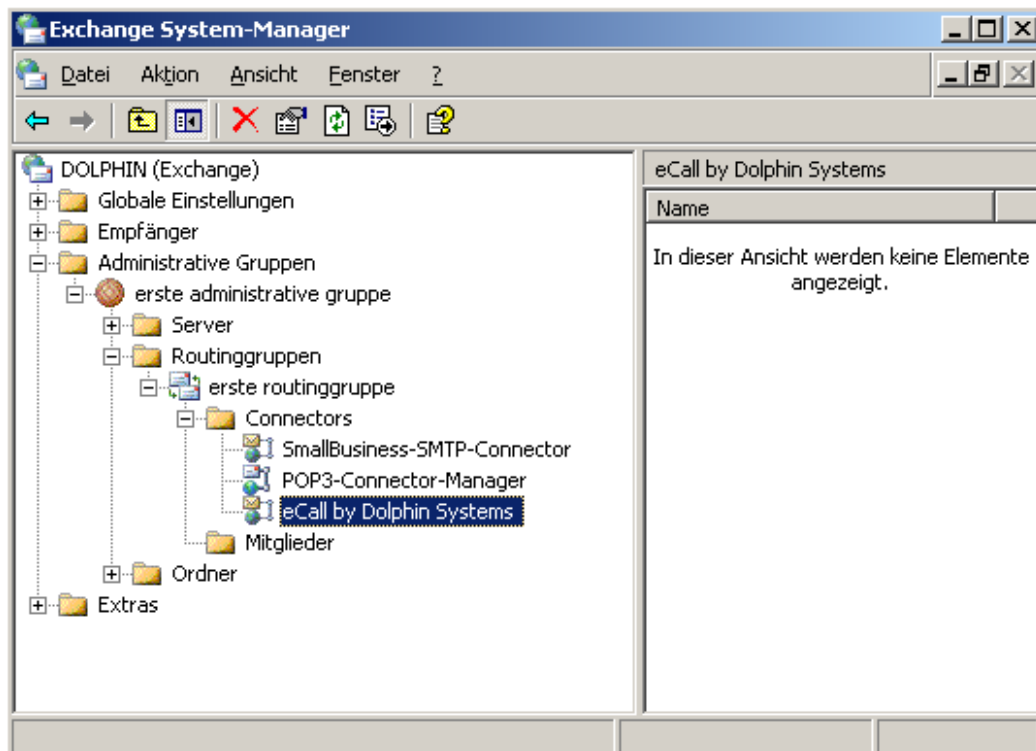 Exchange System-Manager
Datei Aktion Ansicht Fenster ?
DOLPHIN (Exchange)
Globale Einstellungen
Empfänger
Administrative Gruppen
erste administrative gruppe
Server
Routinggruppen
erste routinggruppe
Connectors
SmallBusiness-SMTP-Connector
POP3-Connector-Manager
eCall by Dolphin Systems
Mitglieder
Ordner
Extras
eCall by Dolphin Systems
Name
In dieser Ansicht werden keine Elemente
angezeigt.